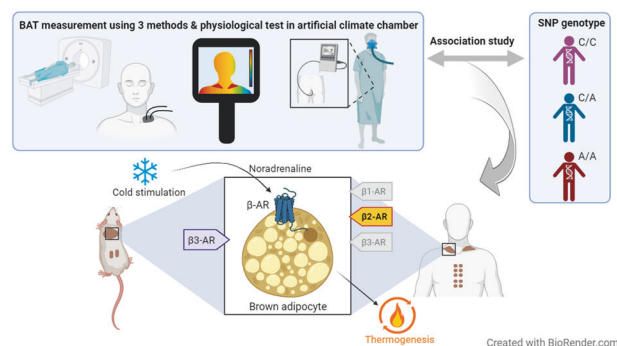 BAT measurement using 3 methods & physiological test in artificial climate chamber
SNP genotype
Association study
C/C
C/A
A/A
Noradrenaline
Cold stimulation
β-AR
β1-AR
β2-AR
β3-AR
β3-AR
Brown adipocyte
Thermogenesis
Created with BioRender.com